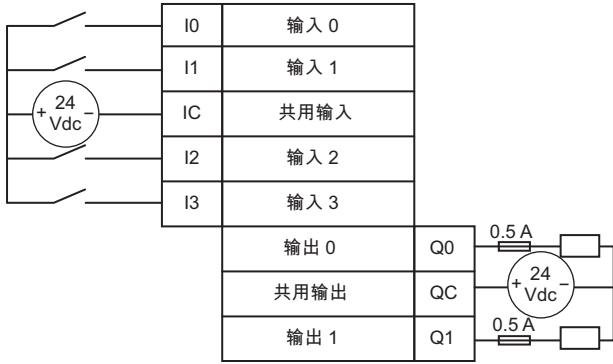 I0 输入 0
I1 输入 1
+ 24 Vdc −
IC 共用输入
I2 输入 2
I3 输入 3
输出 0 Q0
0.5 A
共用输出 QC
+ 24 Vdc −
输出 1 Q1
0.5 A